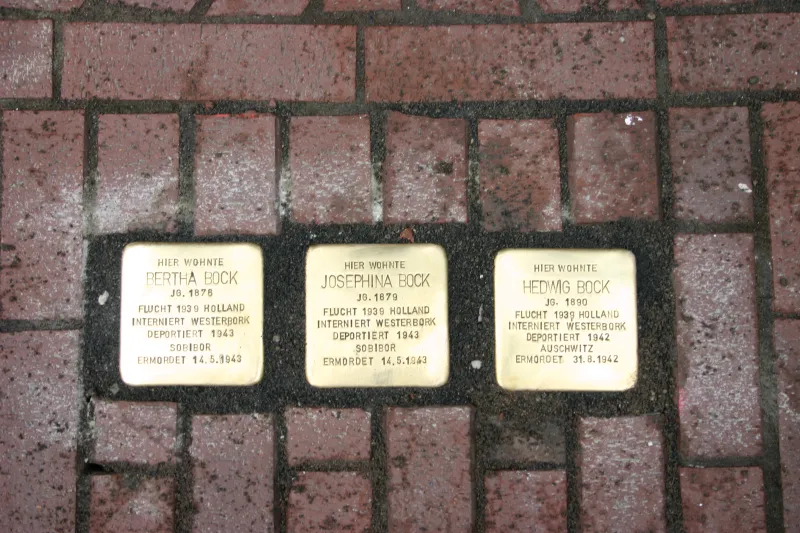 HIER WOHNTE
BERTHA BOCK
JG. 1876
FLUCHT 1939 HOLLAND
INTERNIERT WESTERBORK
DEPORTIERT 1943
SOBIBOR
ERMORDET 14.5.1943
HIER WOHNTE
JOSEPHINA BOCK
JG. 1879
FLUCHT 1939 HOLLAND
INTERNIERT WESTERBORK
DEPORTIERT 1943
SOBIBOR
ERMORDET 14.5.1943
HIER WOHNTE
HEDWIG BOCK
JG. 1890
FLUCHT 1939 HOLLAND
INTERNIERT WESTERBORK
DEPORTIERT 1942
AUSCHWITZ
ERMORDET 31.8.1942